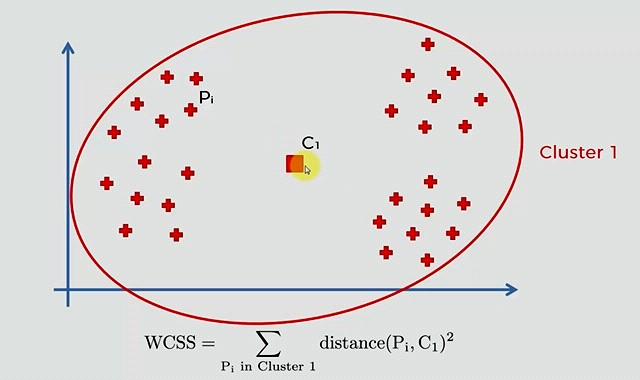 Pᵢ
C₁
Cluster 1
WCSS = ∑ distance(Pᵢ, C₁)²
Pᵢ in Cluster 1